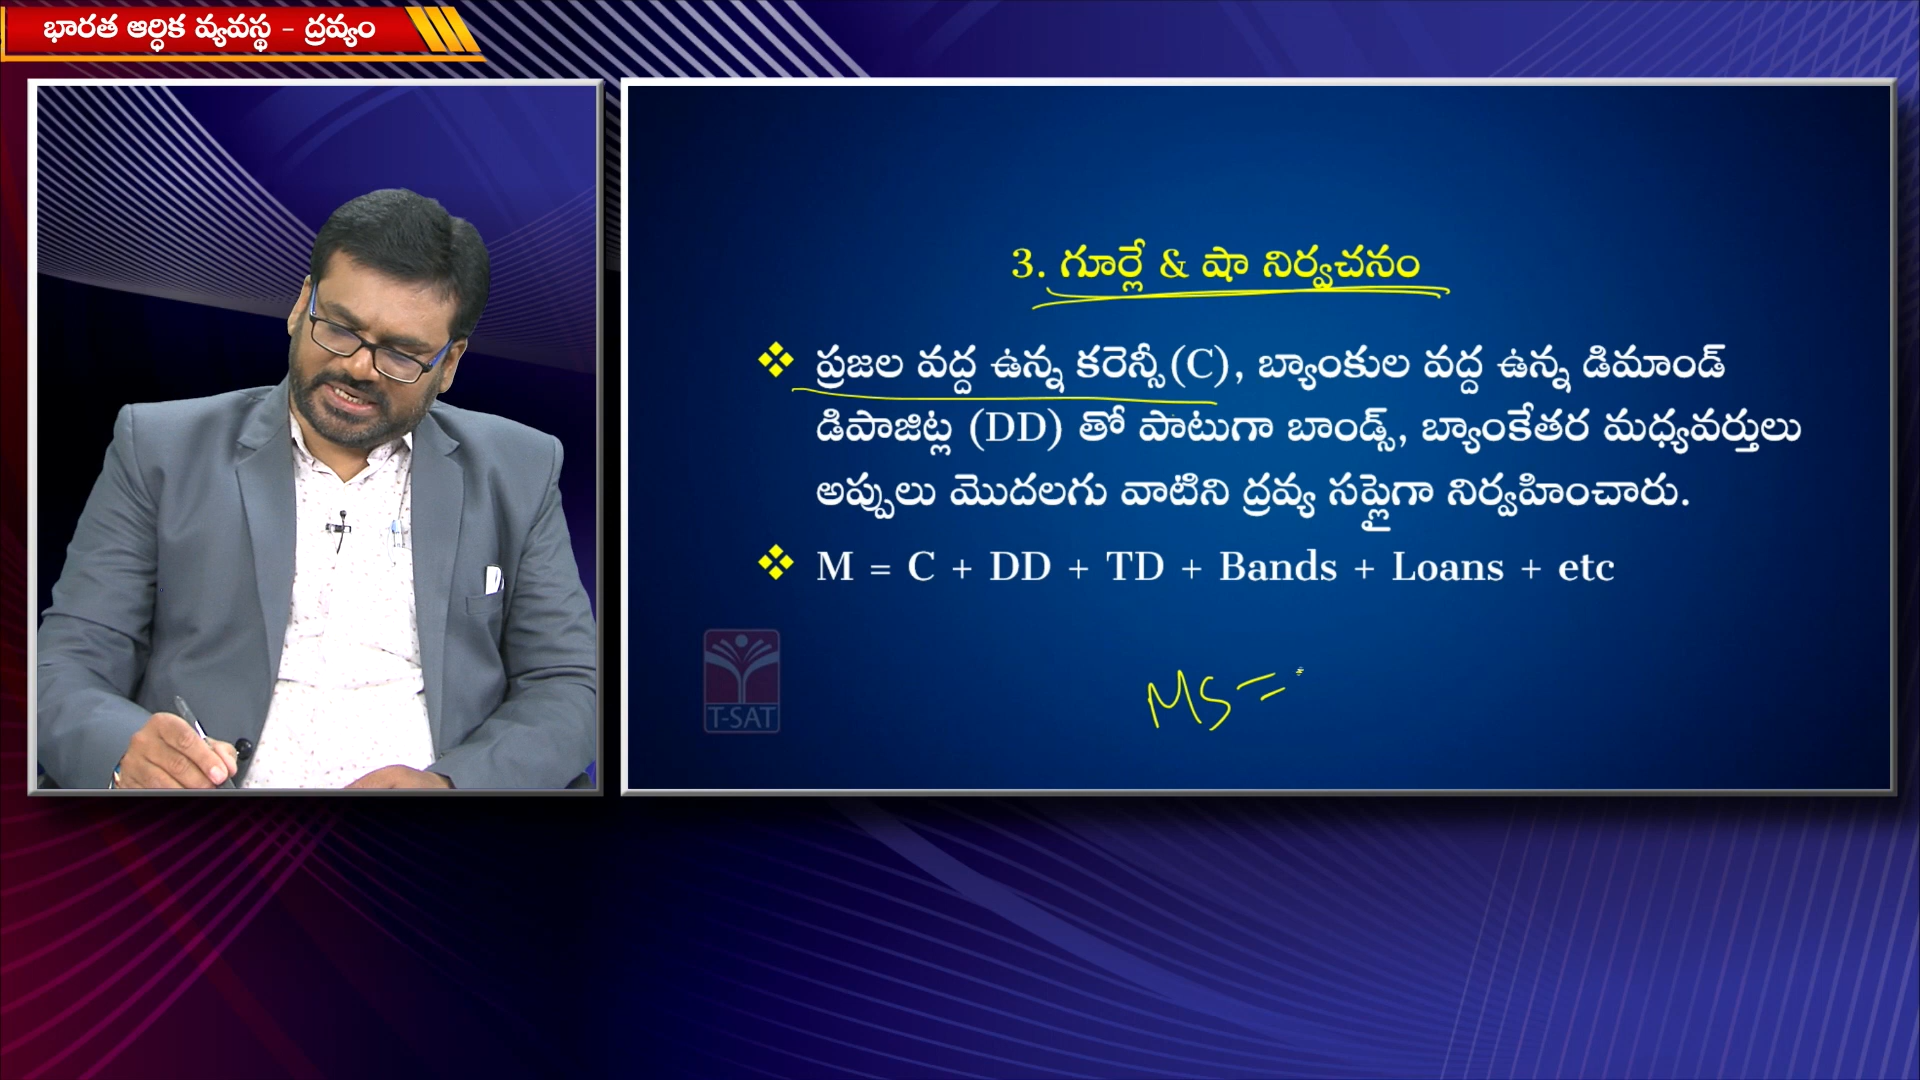 భారత ఆర్థిక వ్యవస్థ - ద్రవ్యం
3. గూర్లే & షా నిర్వచనం
ప్రజల వద్ద ఉన్న కరెన్సీ(C), బ్యాంకుల వద్ద ఉన్న డిమాండ్
డిపాజిట్ల (DD) తో పాటుగా బాండ్స్, బ్యాంకేతర మధ్యవర్తులు
అప్పులు మొదలగు వాటిని ద్రవ్య సప్లైగా నిర్వహించారు.
M = C + DD + TD + Bands + Loans + etc
T-SAT
MS =